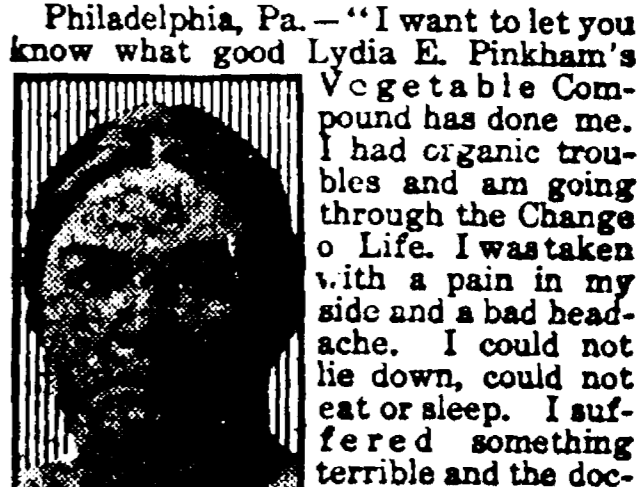 Philadelphia, Pa.—“I want to let you
know what good Lydia E. Pinkham's
Vegetable Com-
pound has done me.
I had organic trou-
bles and am going
through the Change
o Life. I was taken
with a pain in my
side and a bad head-
ache. I could not
lie down, could not
eat or sleep. I suf-
fered something
terrible and the doc-